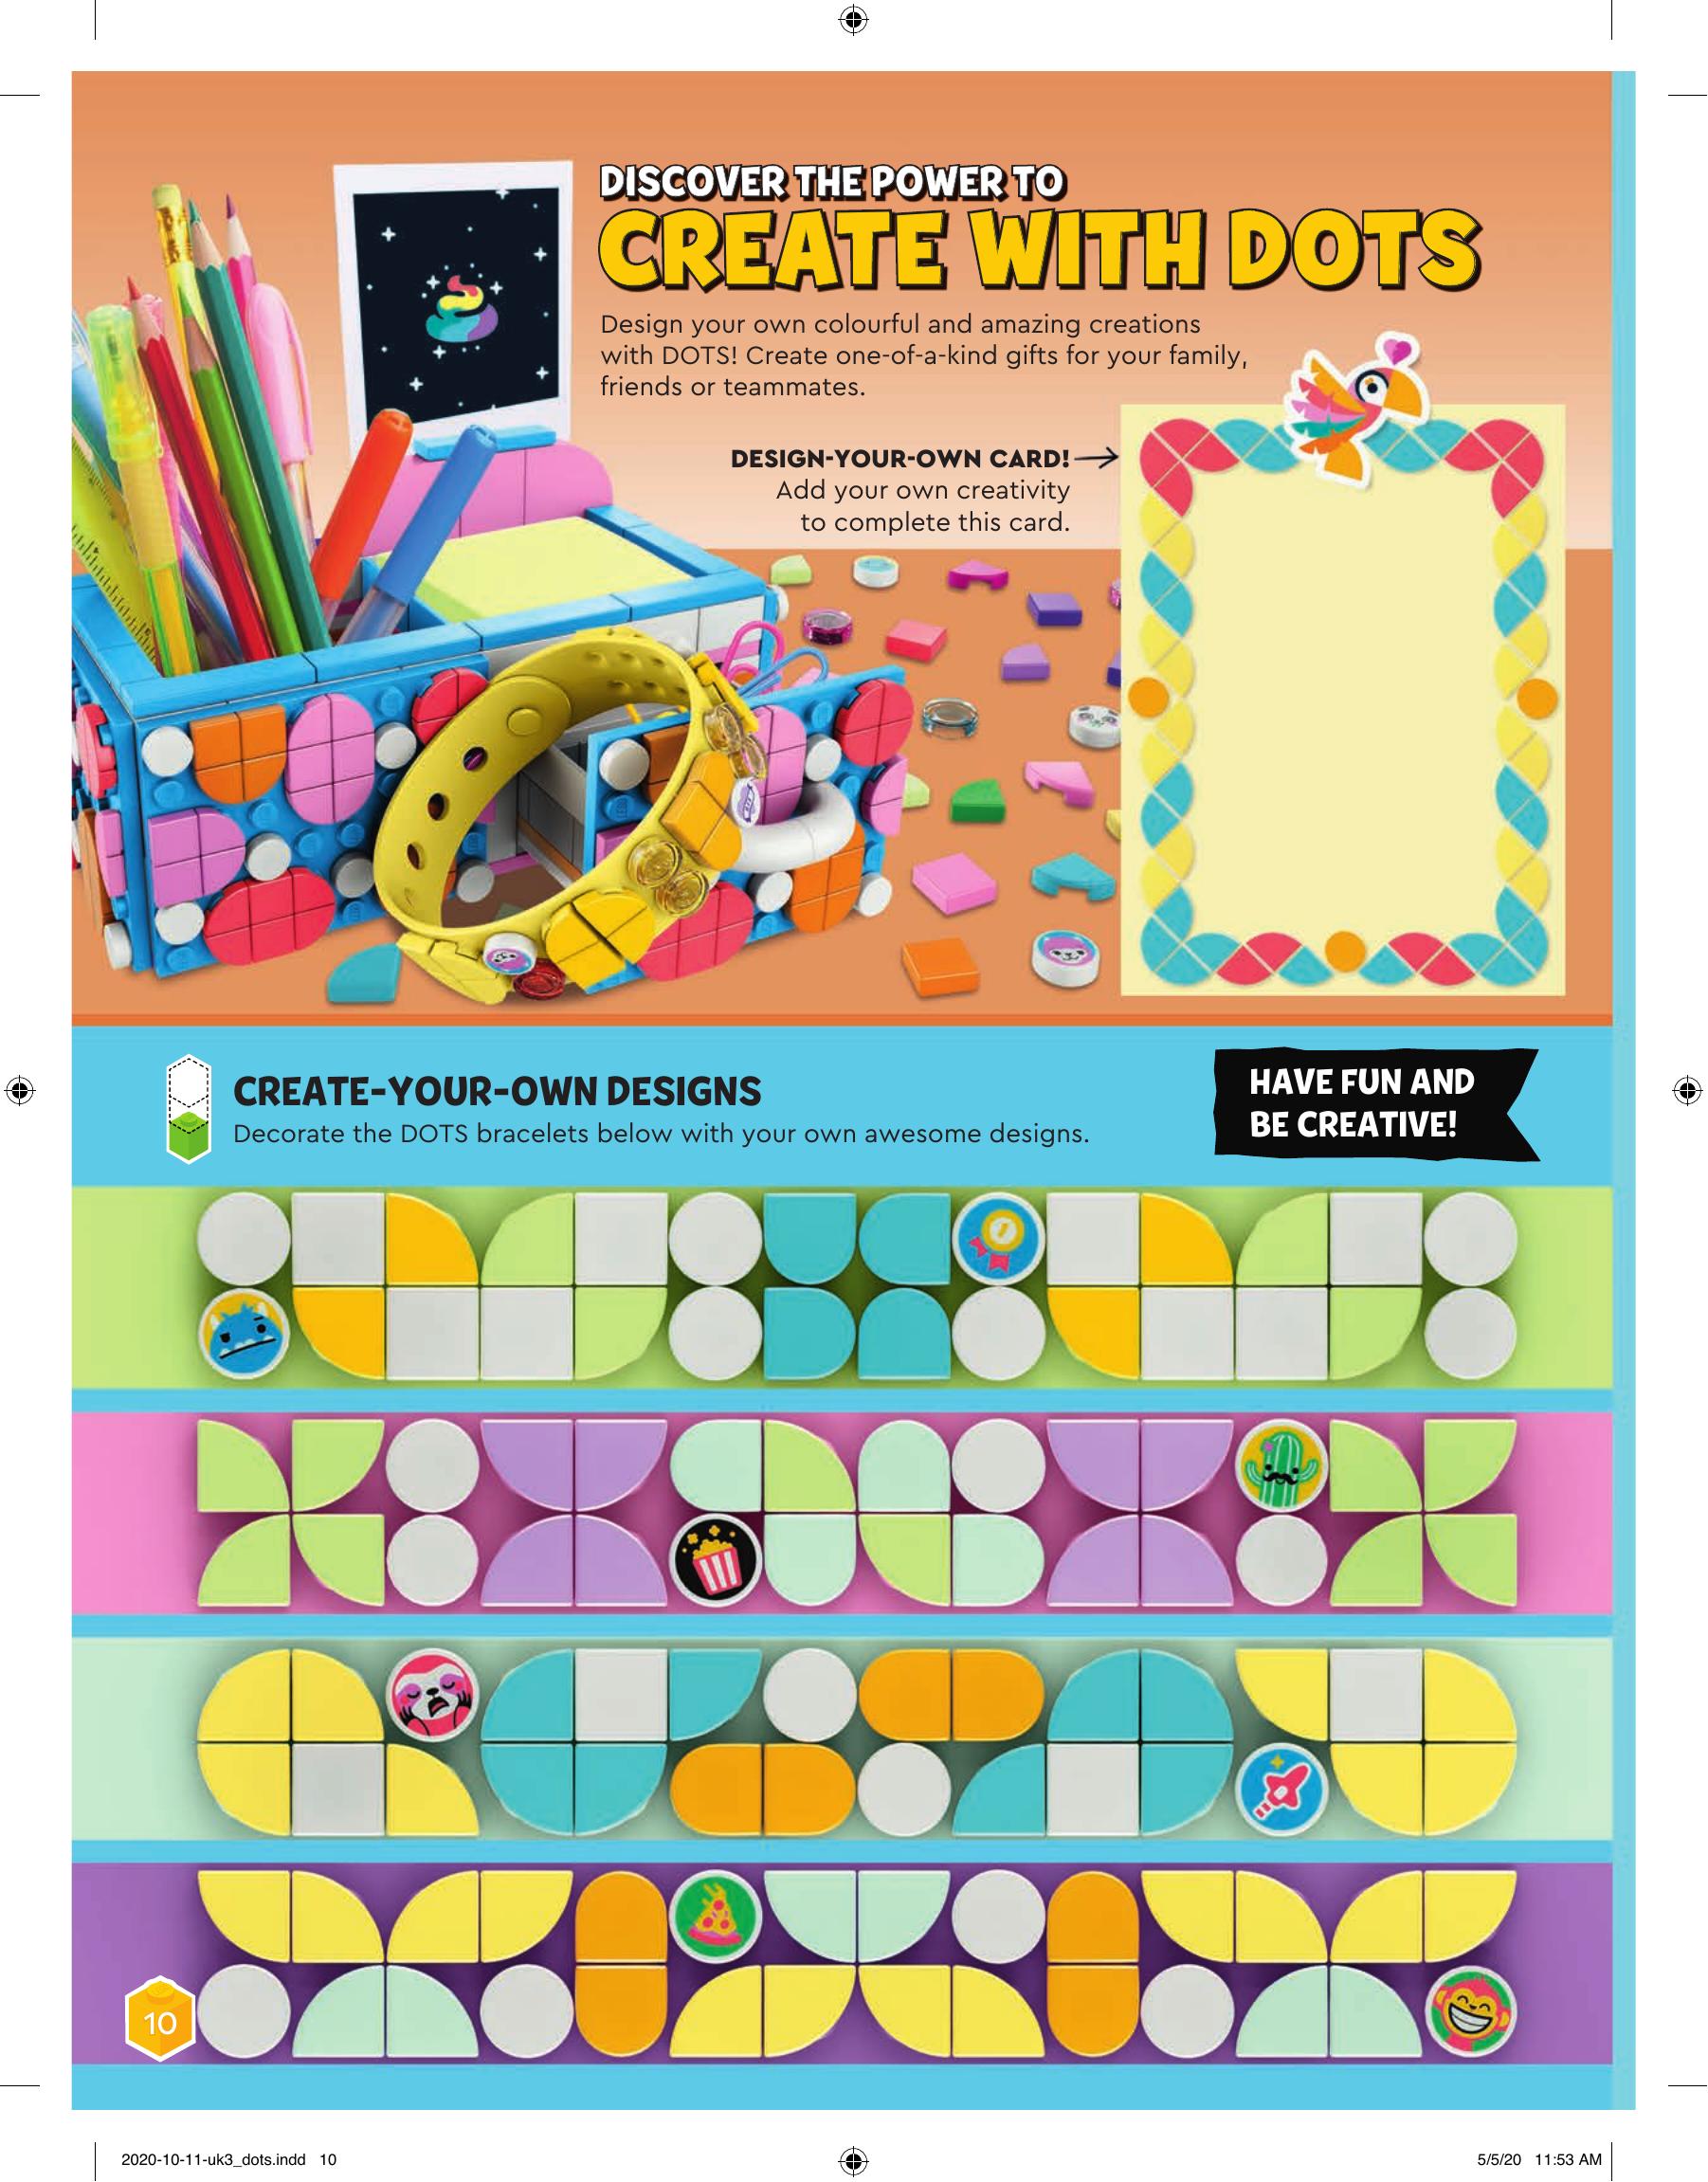 DISCOVER THE POWER TO
CREATE WITH DOTS
Design your own colourful and amazing creations
with DOTS! Create one-of-a-kind gifts for your family,
friends or teammates.
DESIGN-YOUR-OWN CARD!
Add your own creativity
to complete this card.
CREATE-YOUR-OWN DESIGNS
Decorate the DOTS bracelets below with your own awesome designs.
HAVE FUN AND
BE CREATIVE!
10
2020-10-11-uk3_dots.indd 10
5/5/20 11:53 AM